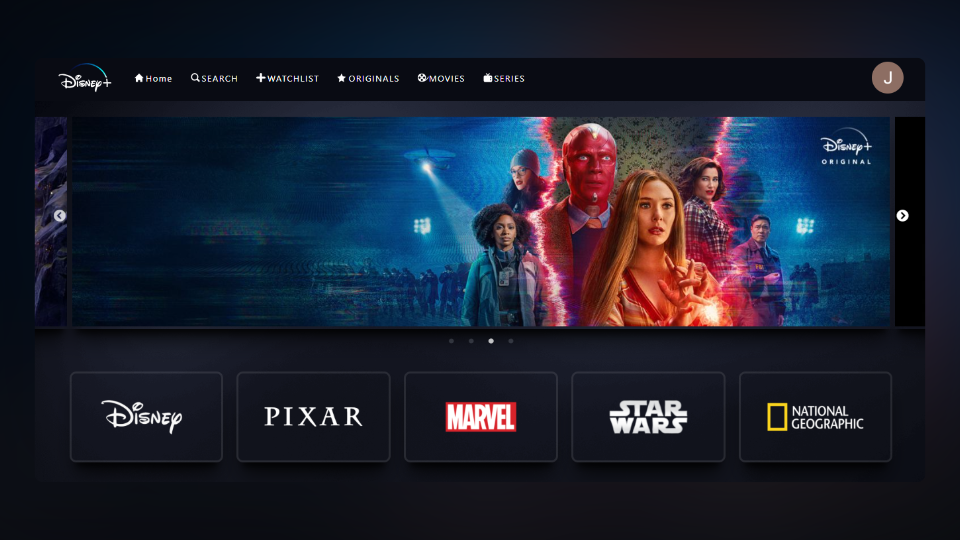 Disney+
Home SEARCH WATCHLIST ORIGINALS MOVIES SERIES
J
Disney+
ORIGINAL
Disney
PIXAR
MARVEL
STAR
WARS
NATIONAL
GEOGRAPHIC